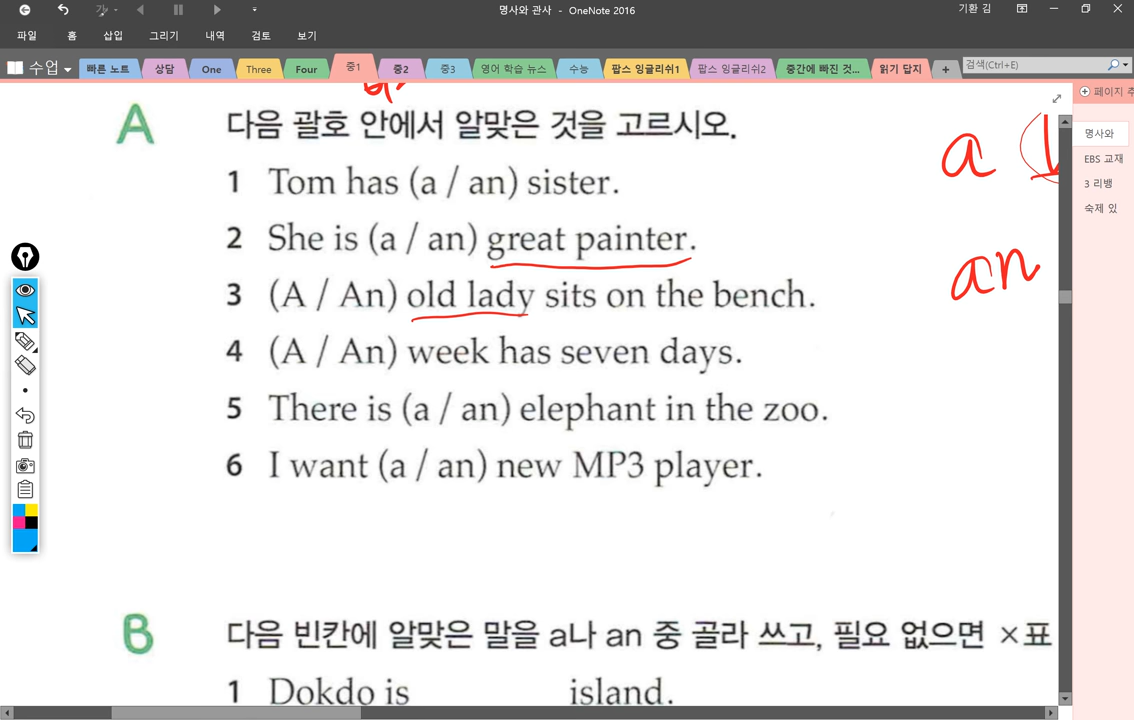 명사와 관사 - OneNote 2016
기환 김
파일 홈 삽입 그리기 내역 검토 보기
수업 빠른 노트 상담 One Three Four 중1 중2 중3 영어 학습 뉴스 수능 팝스 잉글리쉬1 팝스 잉글리쉬2 중간에 빠진 것... 읽기 답지 + 검색(Ctrl+E)
페이지 추
명사와
EBS 교재
3 리뱅
숙제 있
A 다음 괄호 안에서 알맞은 것을 고르시오.
1 Tom has (a / an) sister.
2 She is (a / an) great painter.
3 (A / An) old lady sits on the bench.
4 (A / An) week has seven days.
5 There is (a / an) elephant in the zoo.
6 I want (a / an) new MP3 player.
a
an
B 다음 빈칸에 알맞은 말을 a나 an 중 골라 쓰고, 필요 없으면 ×표
1 Dokdo is island.